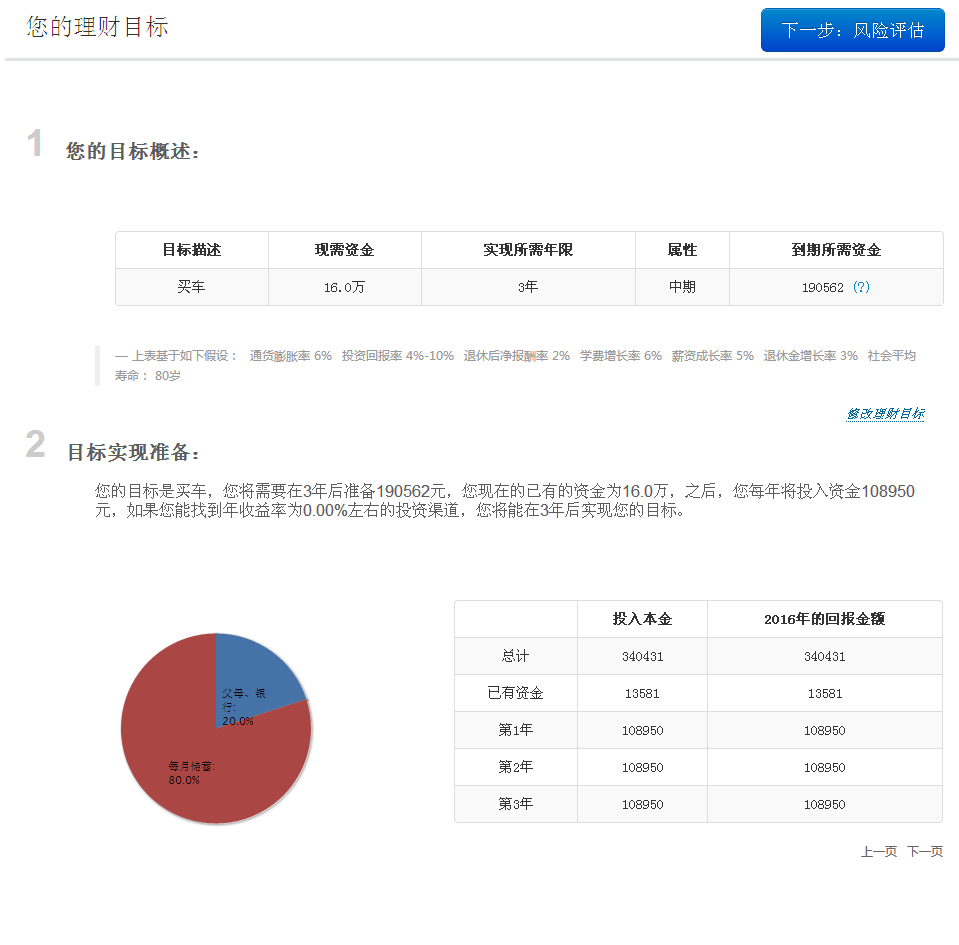 您的理财目标
下一步：风险评估
1 您的目标概述：
目标描述 现需资金 实现所需年限 属性 到期所需资金
买车 16.0万 3年 中期 190562 (?)
— 上表基于如下假设： 通货膨胀率 6% 投资回报率 4%-10% 退休后净报酬率 2% 学费增长率 6% 薪资成长率 5% 退休金增长率 3% 社会平均
寿命： 80岁
修改理财目标
2 目标实现准备：
您的目标是买车，您将需要在3年后准备190562元，您现在的已有的资金为16.0万，之后，您每年将投入资金108950
元，如果您能找到年收益率为0.00%左右的投资渠道，您将能在3年后实现您的目标。
父母、银
行:
20.0%
每月储蓄:
80.0%
投入本金 2016年的回报金额
总计 340431 340431
已有资金 13581 13581
第1年 108950 108950
第2年 108950 108950
第3年 108950 108950
上一页 下一页